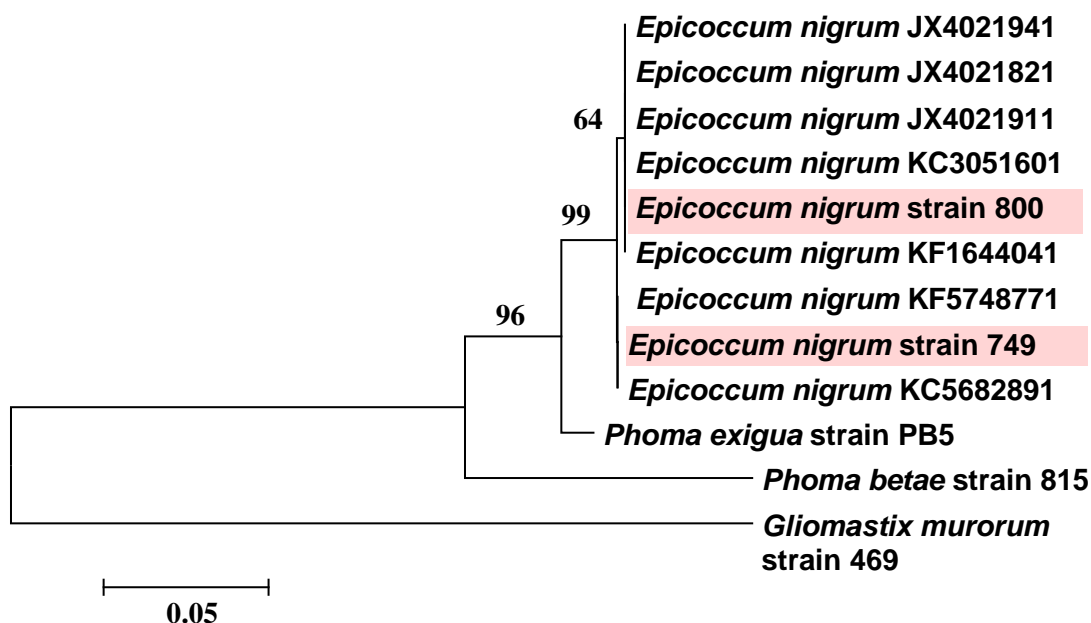 Epicoccum nigrum JX4021941
Epicoccum nigrum JX4021821
64
Epicoccum nigrum JX4021911
Epicoccum nigrum KC3051601
Epicoccum nigrum strain 800
99
Epicoccum nigrum KF1644041
Epicoccum nigrum KF5748771
96
Epicoccum nigrum strain 749
Epicoccum nigrum KC5682891
Phoma exigua strain PB5
Phoma betae strain 815
Gliomastix murorum
strain 469
0.05